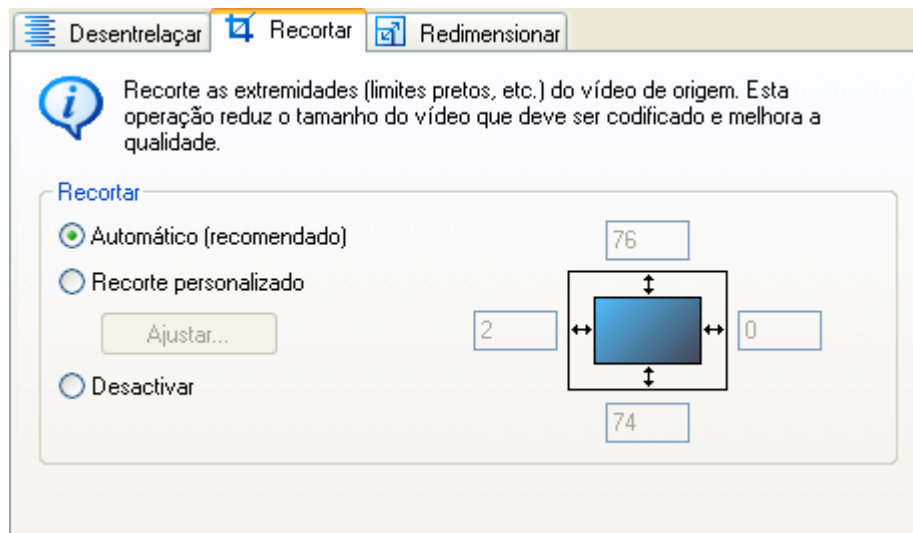 Desentrelaçar Recortar Redimensionar
Recorte as extremidades (limites pretos, etc.) do vídeo de origem. Esta
operação reduz o tamanho do vídeo que deve ser codificado e melhora a
qualidade.
Recortar
Automático (recomendado)
76
Recorte personalizado
Ajustar...
2
0
Desactivar
74